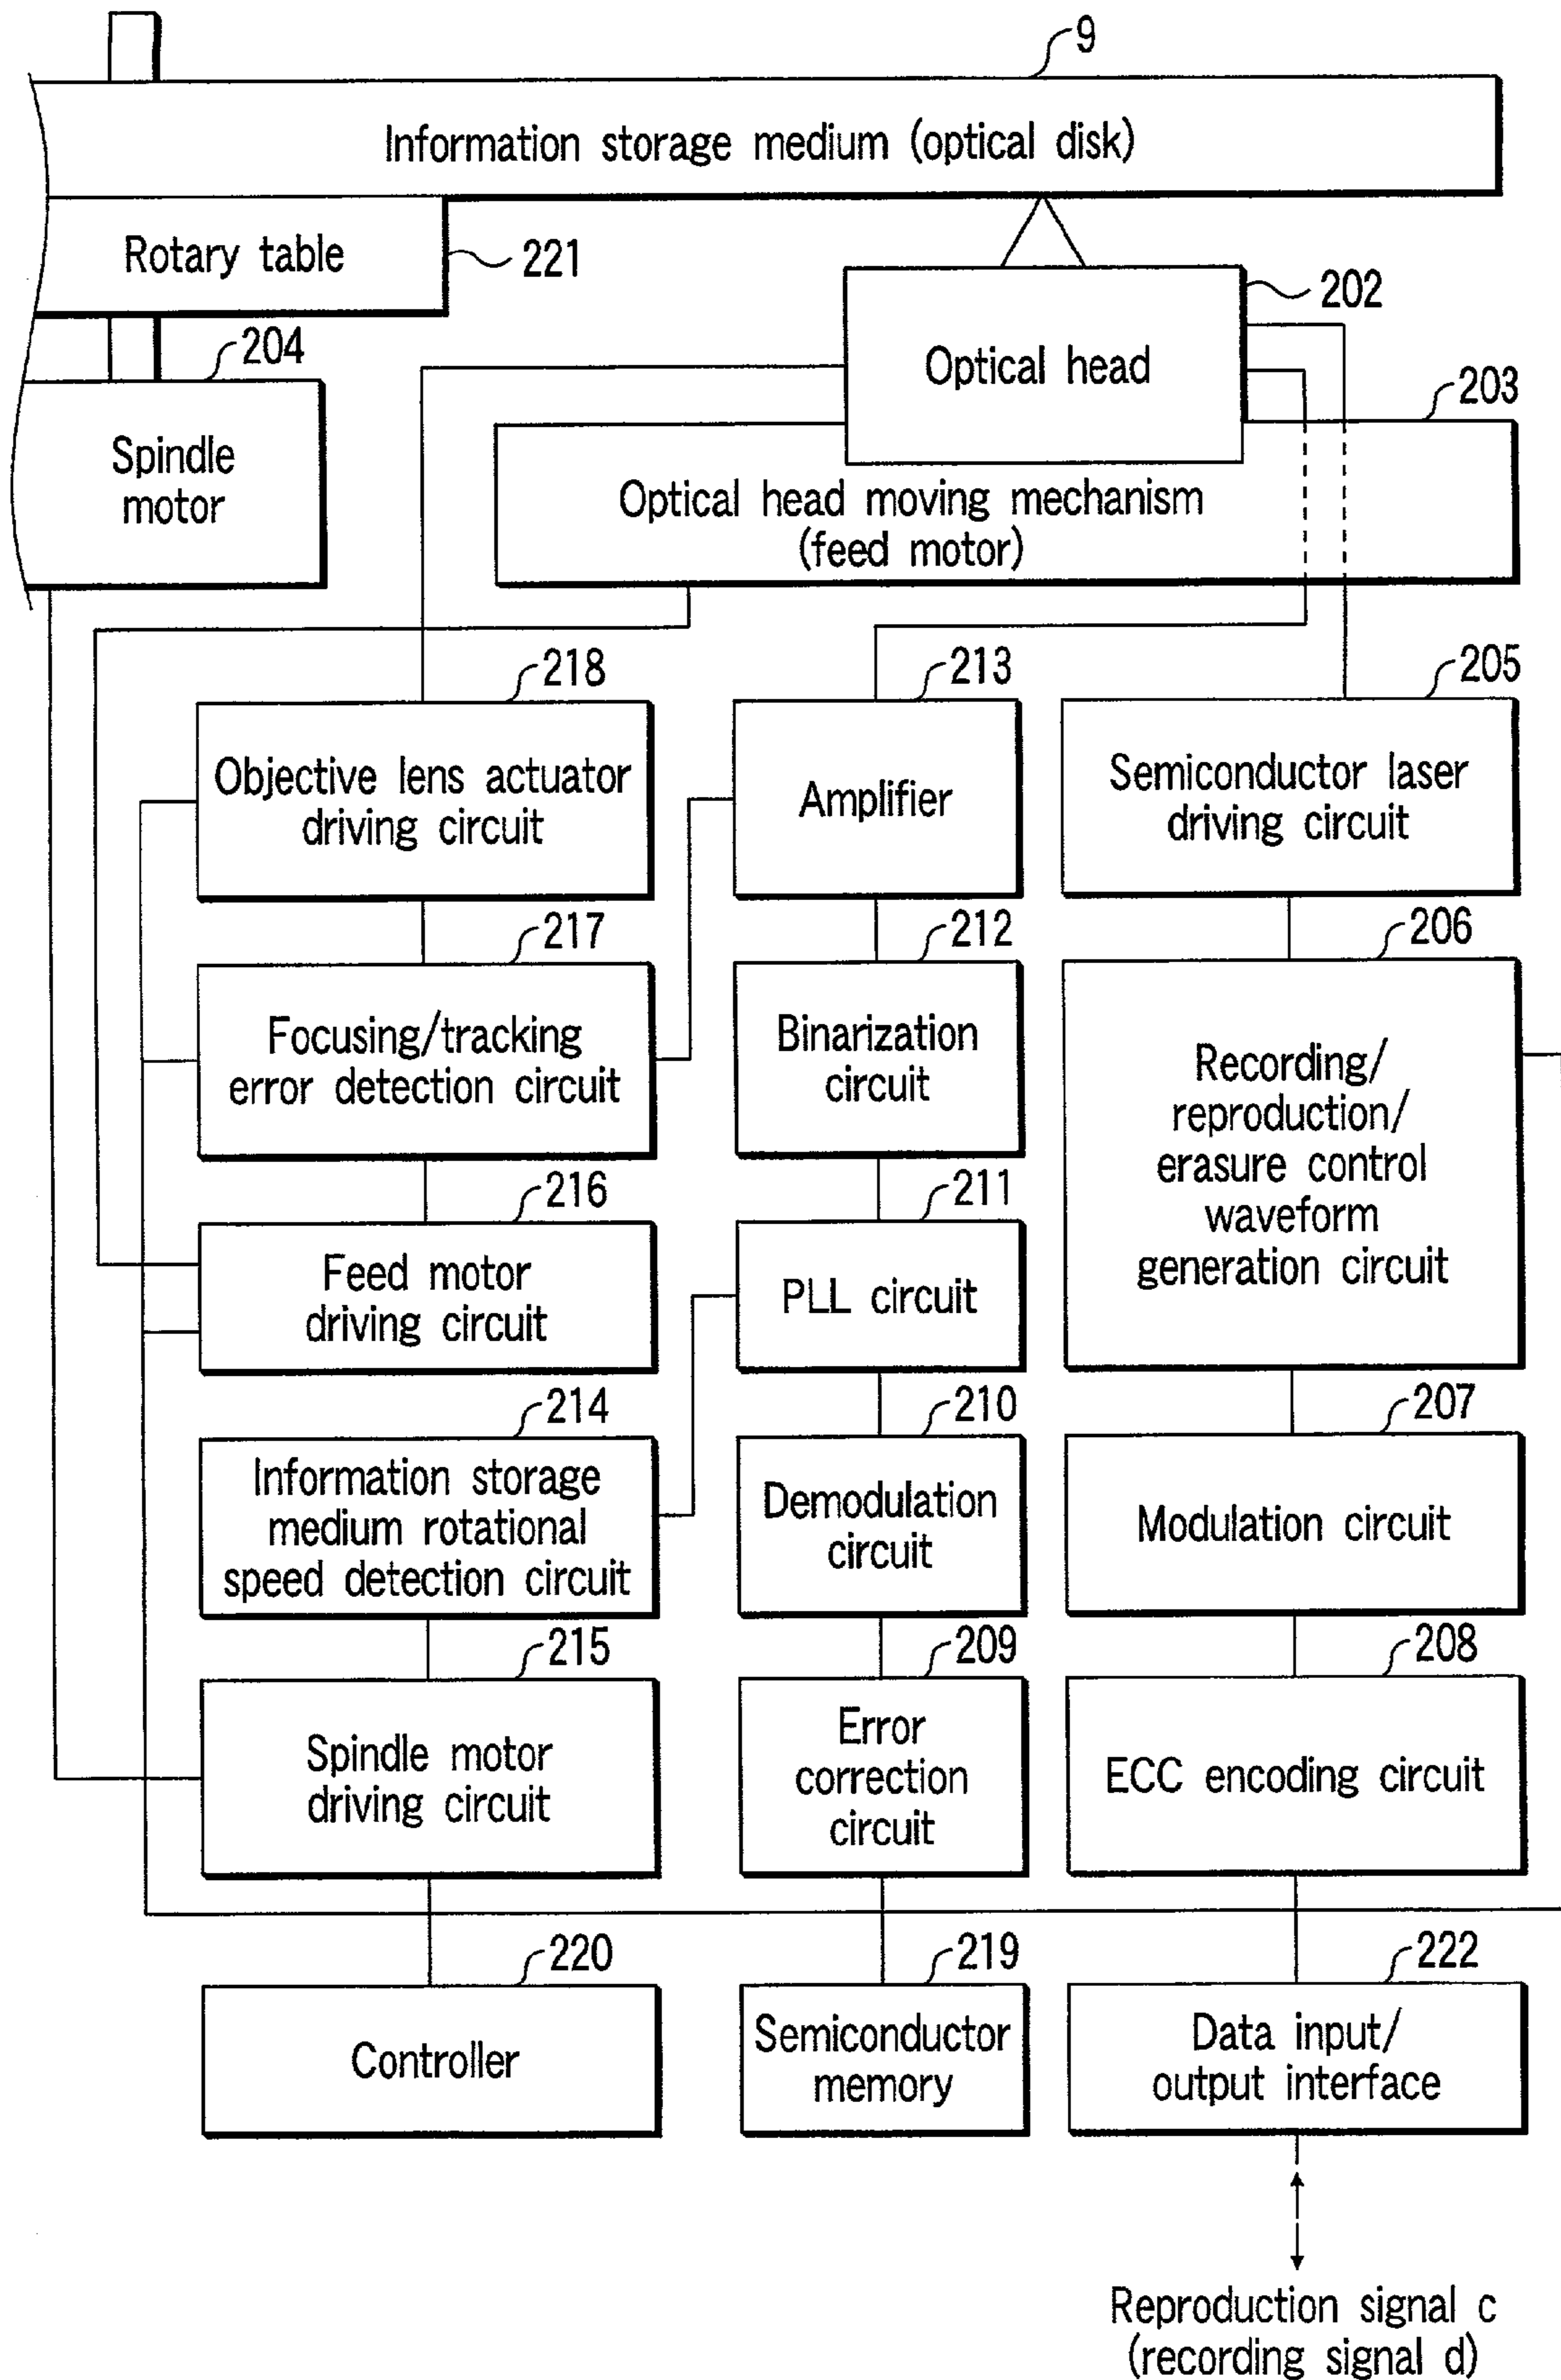 9
Information storage medium (optical disk)
Rotary table
221
202
204
Optical head
203
Spindle
motor
Optical head moving mechanism
(feed motor)
218
213
205
Objective lens actuator
driving circuit
Amplifier
Semiconductor laser
driving circuit
217
212
206
Focusing/tracking
error detection circuit
Binarization
circuit
Recording/
reproduction/
erasure control
waveform
generation circuit
216
211
Feed motor
driving circuit
PLL circuit
214
210
207
Information storage
medium rotational
speed detection circuit
Demodulation
circuit
Modulation circuit
215
209
208
Spindle motor
driving circuit
Error
correction
circuit
ECC encoding circuit
220
219
222
Controller
Semiconductor
memory
Data input/
output interface
Reproduction signal c
(recording signal d)